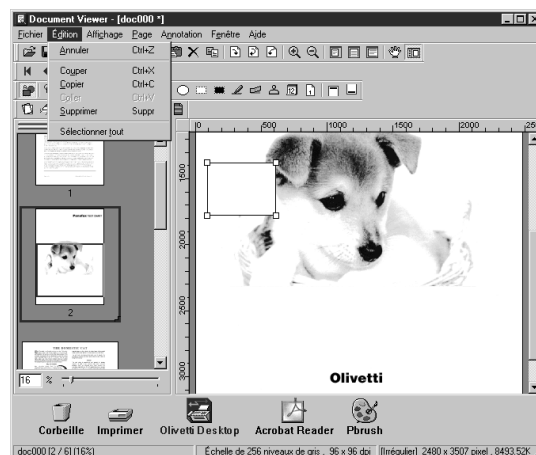 Document Viewer - [doc000 *]
Fichier Édition Affichage Page Annotation Fenêtre Aide
Annuler Ctrl+Z
Couper Ctrl+X
Copier Ctrl+C
Coller Ctrl+V
Supprimer Suppr
Sélectionner tout
0 500 1000 1500 2000 2500
1500
2000
2500
3000
1
2
16 %
Olivetti
Corbeille Imprimer Olivetti Desktop Acrobat Reader Pbrush
doc000 [2 / 6] (16%) Échelle de 256 niveaux de gris , 96 x 96 dpi [Irrégulier] 2480 x 3507 pixel , 8493.52K